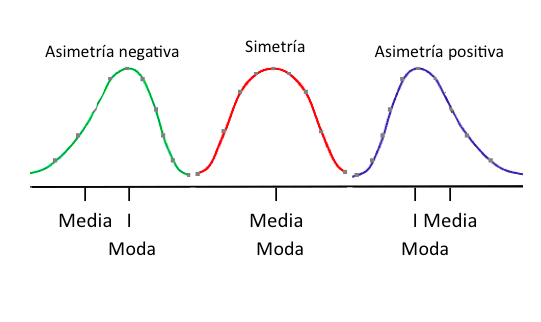 Asimetría negativa
Simetría
Asimetría positiva
Media I
Media
I Media
Moda
Moda
Moda